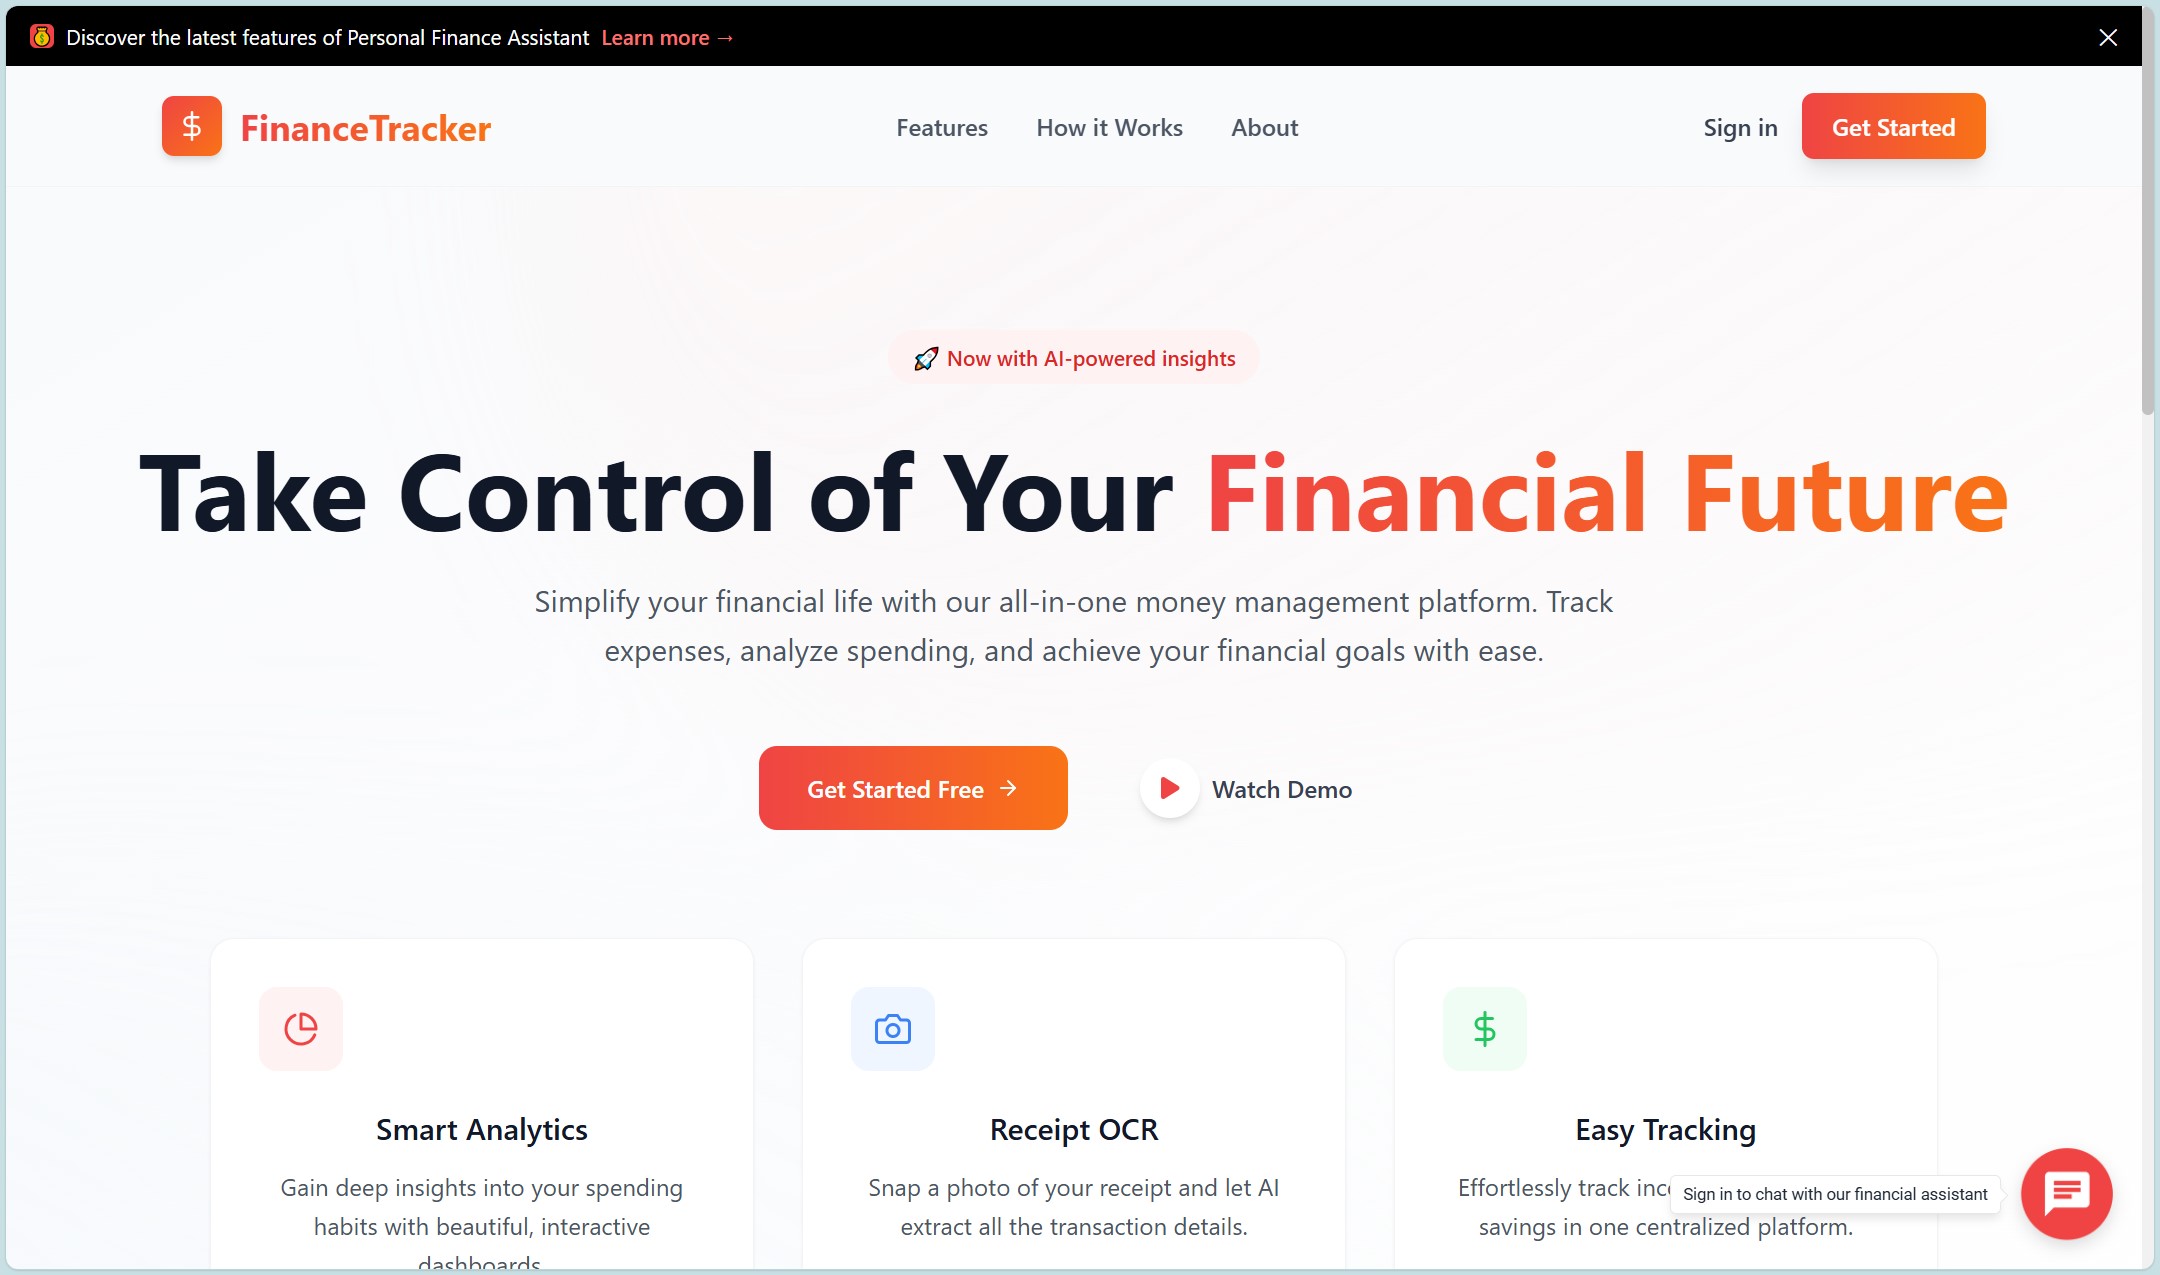 Discover the latest features of Personal Finance Assistant Learn more →
$ FinanceTracker
Features How it Works About
Sign in Get Started
🚀 Now with AI-powered insights
Take Control of Your Financial Future
Simplify your financial life with our all-in-one money management platform. Track
expenses, analyze spending, and achieve your financial goals with ease.
Get Started Free →
Watch Demo
Smart Analytics
Gain deep insights into your spending
habits with beautiful, interactive
dashboards.
Receipt OCR
Snap a photo of your receipt and let AI
extract all the transaction details.
$
Easy Tracking
Effortlessly track
savings in one centralized platform.
Sign in to chat with our financial assistant